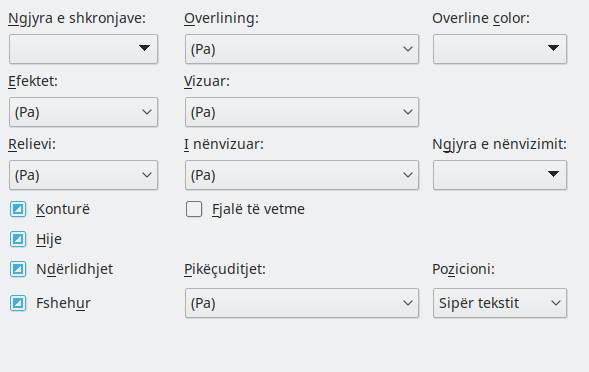 Ngjyra e shkronjave: Overlining: Overline color:
(Pa)
Efektet: Vizuar:
(Pa) (Pa)
Relievi: I nënvizuar: Ngjyra e nënvizimit:
(Pa) (Pa)
Konturë Fjalë të vetme
Hije
Ndërlidhjet Pikëçuditjet: Pozicioni:
Fshehur (Pa) Sipër tekstit